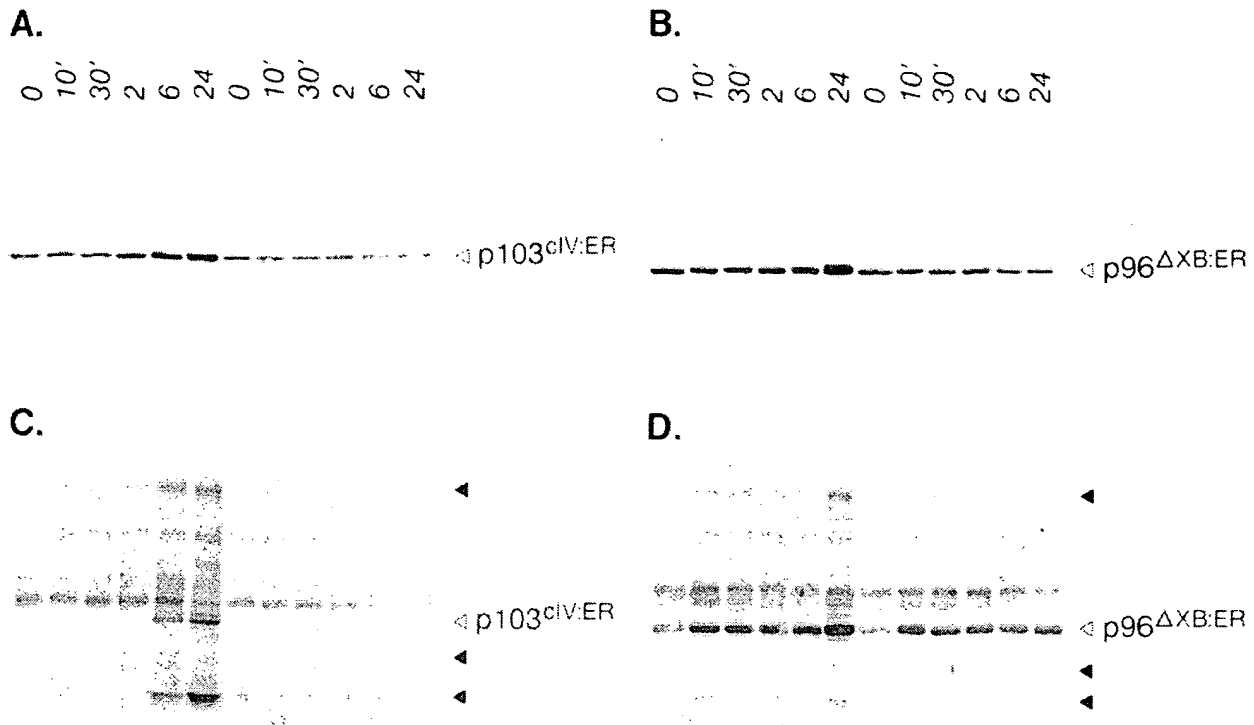 A.
0 10' 30' 2 6 24 0 10' 30' 2 6 24
p103cIV:ER
B.
0 10' 30' 2 6 24 0 10' 30' 2 6 24
p96ΔXB:ER
C.
p103cIV:ER
D.
p96ΔXB:ER